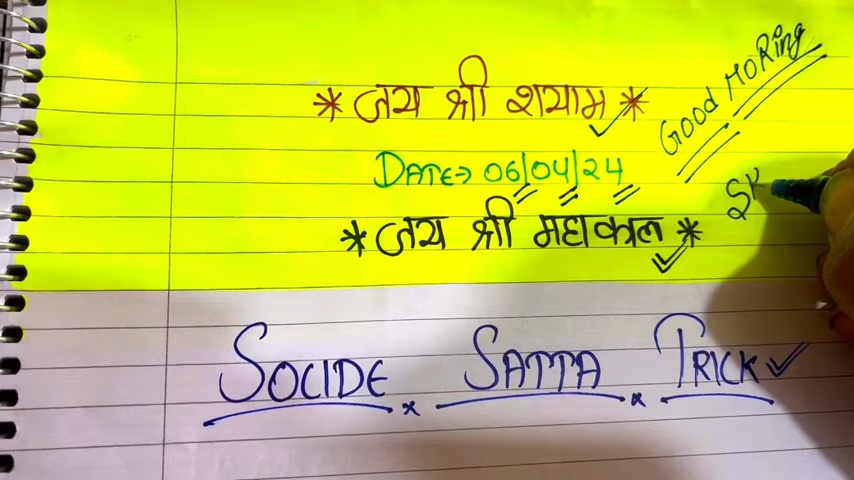 * जय श्री श्याम *
GOOD MORing
DATE→ 06/04/24
* जय श्री महाकाल *
SOCIDE × SATTA × TRICK